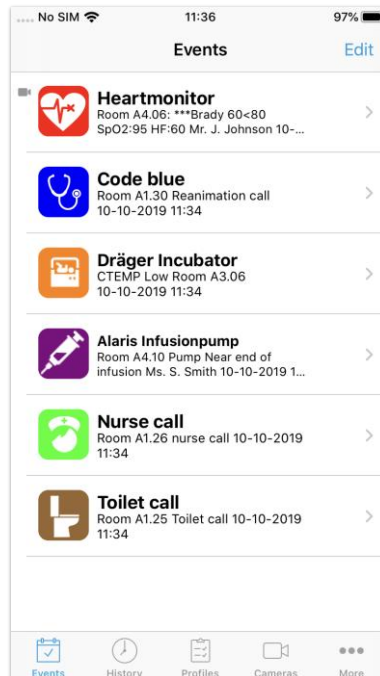 No SIM 11:36 97%
Events Edit
Heartmonitor
Room A4.06: ***Brady 60<80
SpO2:95 HF:60 Mr. J. Johnson 10-...
Code blue
Room A1.30 Reanimation call
10-10-2019 11:34
Dräger Incubator
CTEMP Low Room A3.06
10-10-2019 11:34
Alaris Infusionpump
Room A4.10 Pump Near end of
infusion Ms. S. Smith 10-10-2019 1...
Nurse call
Room A1.26 nurse call 10-10-2019
11:34
Toilet call
Room A1.25 Toilet call 10-10-2019
11:34
Events History Profiles Cameras More